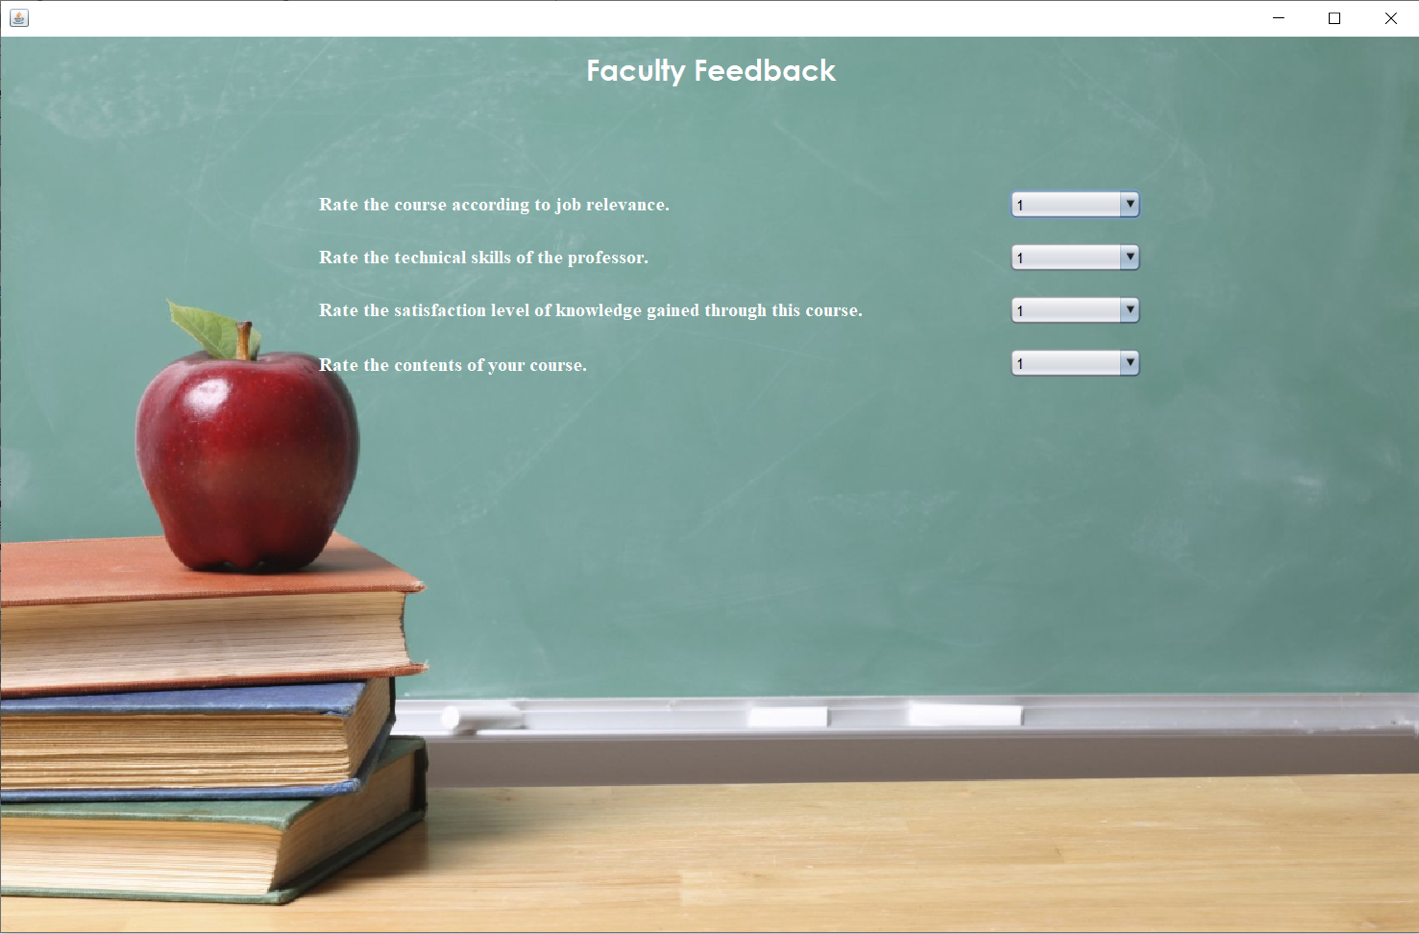 Faculty Feedback
Rate the course according to job relevance.
1
Rate the technical skills of the professor.
1
Rate the satisfaction level of knowledge gained through this course.
1
Rate the contents of your course.
1